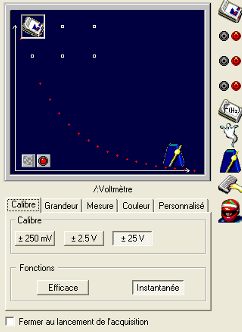 F(Hz)
⁒Voltmètre
Calibre Grandeur Mesure Couleur Personnalisé
Calibre
± 250 mV ± 2.5 V ± 25 V
Fonctions
Efficace Instantanée
Fermer au lancement de l'acquisition